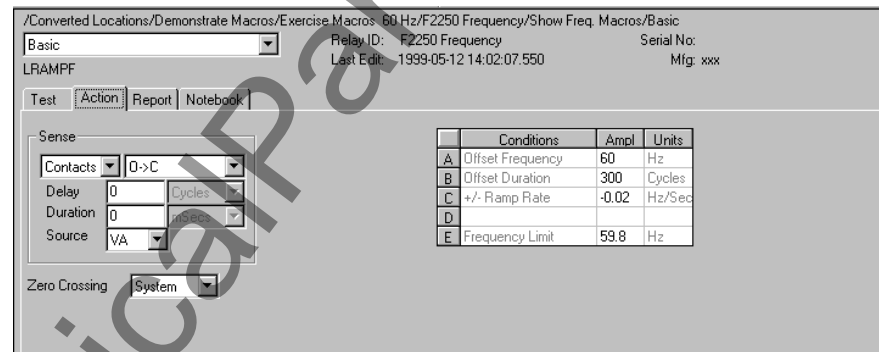 /Converted Locations/Demonstrate Macros/Exercise Macros 60 Hz/F2250 Frequency/Show Freq. Macros/Basic
Basic
Relay ID: F2250 Frequency Serial No:
Last Edit: 1999-05-12 14:02:07.550 Mfg: xxx
LRAMPF
Test Action Report Notebook
Sense
Contacts O->C
Delay 0 Cycles
Duration 0 mSecs
Source VA
Zero Crossing System
Conditions Ampl Units
A Offset Frequency 60 Hz
B Offset Duration 300 Cycles
C +/- Ramp Rate -0.02 Hz/Sec
D
E Frequency Limit 59.8 Hz